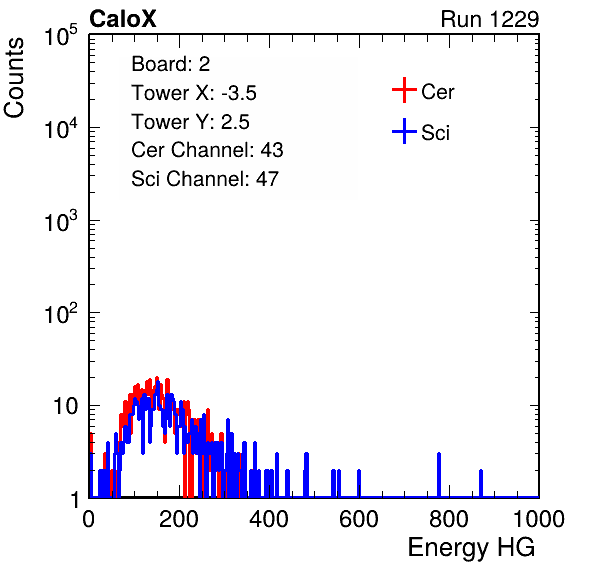 CaloX Run 1229
Counts
10^5
10^4
10^3
10^2
10
1
Board: 2
Tower X: -3.5
Tower Y: 2.5
Cer Channel: 43
Sci Channel: 47
Cer
Sci
0 200 400 600 800 1000
Energy HG